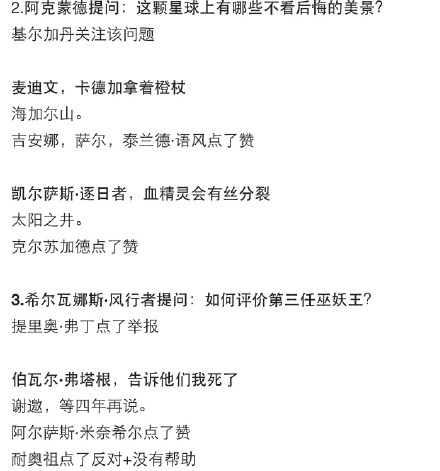 2.阿克蒙德提问：这颗星球上有哪些不看后悔的美景？
基尔加丹关注该问题
麦迪文，卡德加拿着橙杖
海加尔山。
吉安娜，萨尔，泰兰德·语风点了赞
凯尔萨斯·逐日者，血精灵会有丝分裂
太阳之井。
克尔苏加德点了赞
3.希尔瓦娜斯·风行者提问：如何评价第三任巫妖王？
提里奥·弗丁点了举报
伯瓦尔·弗塔根，告诉他们我死了
谢邀，等四年再说。
阿尔萨斯·米奈希尔点了赞
耐奥祖点了反对+没有帮助